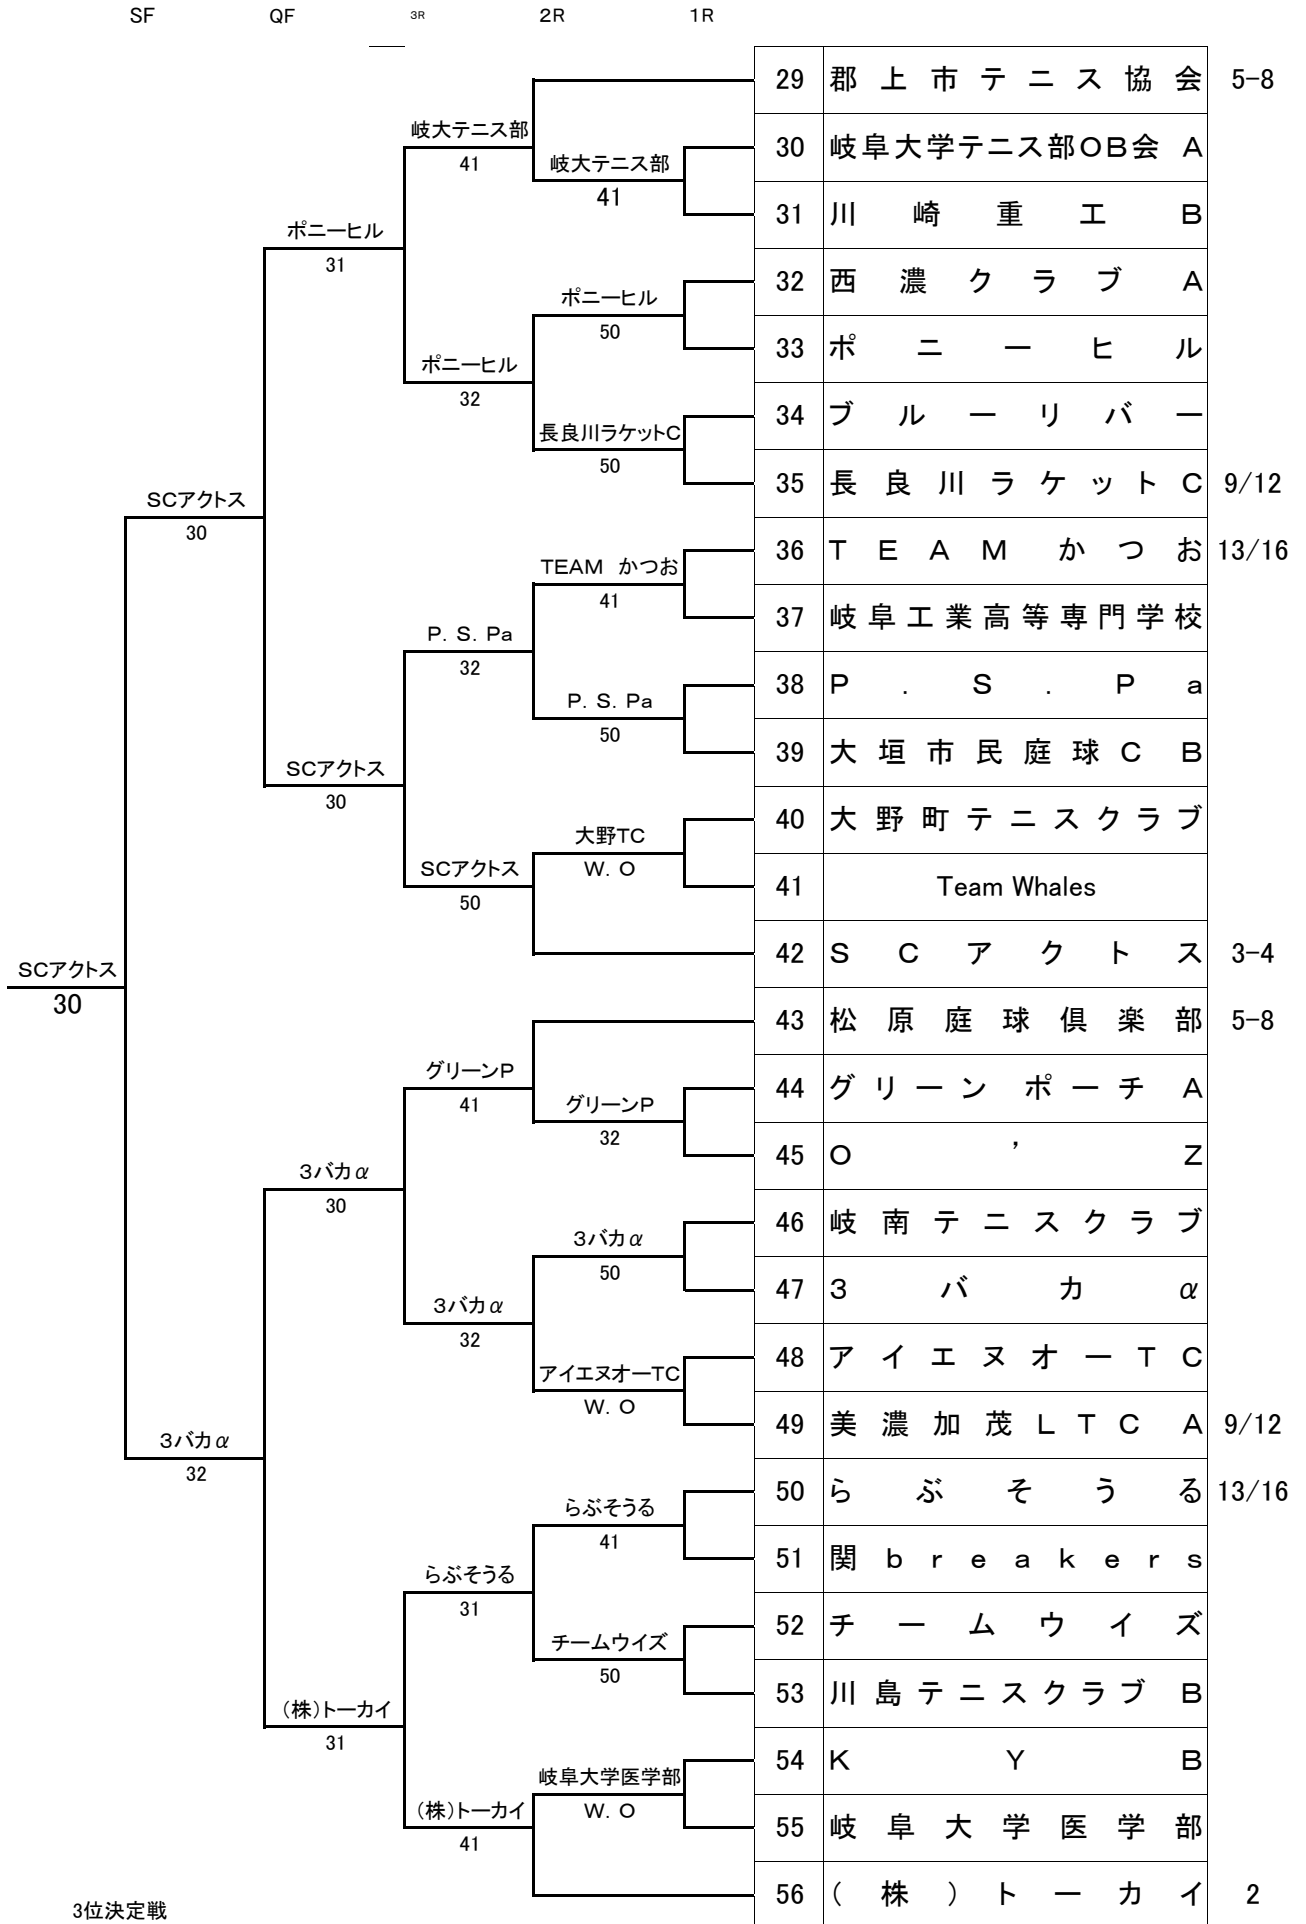 SF QF 3R 2R 1R
29 郡上市テニス協会 5-8
岐大テニス部
30 岐阜大学テニス部OB会 A
41 岐大テニス部
41
31 川崎重工B
ポニーヒル
31
32 西濃クラブA
ポニーヒル
50
33 ポニーヒル
ポニーヒル
32
34 ブルーリバー
長良川ラケットC
50
35 長良川ラケットC 9/12
SCアクトス
30
36 TEAM かつお 13/16
TEAM かつお
41
37 岐阜工業高等専門学校
P.S.Pa
32
38 P.S.Pa
P.S.Pa
50
39 大垣市民庭球C B
SCアクトス
30
40 大野町テニスクラブ
大野TC
W.O
SCアクトス
50
41 Team Whales
42 SCアクトス 3-4
SCアクトス
30
43 松原庭球倶楽部 5-8
グリーンP
41
44 グリーン ポーチ A
グリーンP
32
45 O’Z
3バカα
30
46 岐南テニスクラブ
3バカα
50
47 3バカα
3バカα
32
48 アイエヌオーTC
アイエヌオーTC
W.O
49 美濃加茂LTC A 9/12
3バカα
32
50 らぶそうる 13/16
らぶそうる
41
51 関breakers
らぶそうる
31
52 チームウイズ
チームウイズ
50
53 川島テニスクラブ B
(株)トーカイ
31
54 KYB
岐阜大学医学部
W.O
(株)トーカイ
41
55 岐阜大学医学部
56 (株)トーカイ 2
3位決定戦